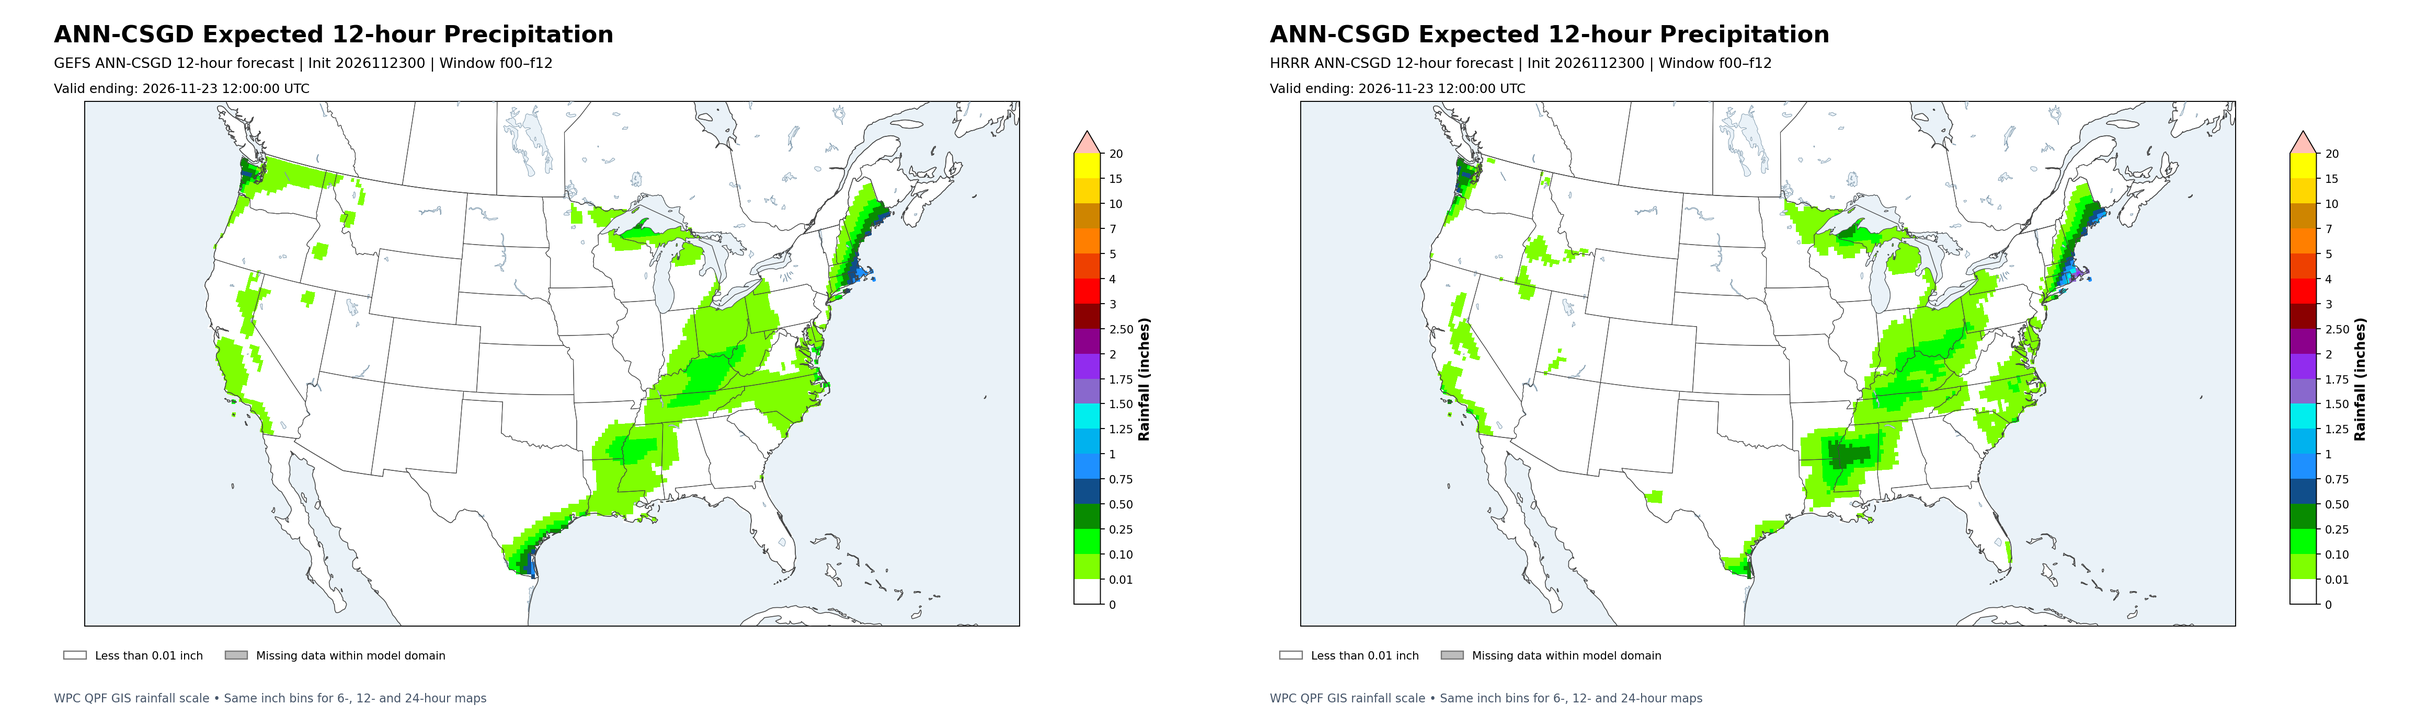 ANN-CSGD Expected 12-hour Precipitation
GEFS ANN-CSGD 12-hour forecast | Init 2026112300 | Window f00–f12
Valid ending: 2026-11-23 12:00:00 UTC
20
15
10
7
5
4
3
2.50
2
1.75
1.50
1.25
1
0.75
0.50
0.25
0.10
0.01
0
Rainfall (inches)
Less than 0.01 inch
Missing data within model domain
WPC QPF GIS rainfall scale • Same inch bins for 6-, 12- and 24-hour maps
ANN-CSGD Expected 12-hour Precipitation
HRRR ANN-CSGD 12-hour forecast | Init 2026112300 | Window f00–f12
Valid ending: 2026-11-23 12:00:00 UTC
20
15
10
7
5
4
3
2.50
2
1.75
1.50
1.25
1
0.75
0.50
0.25
0.10
0.01
0
Rainfall (inches)
Less than 0.01 inch
Missing data within model domain
WPC QPF GIS rainfall scale • Same inch bins for 6-, 12- and 24-hour maps